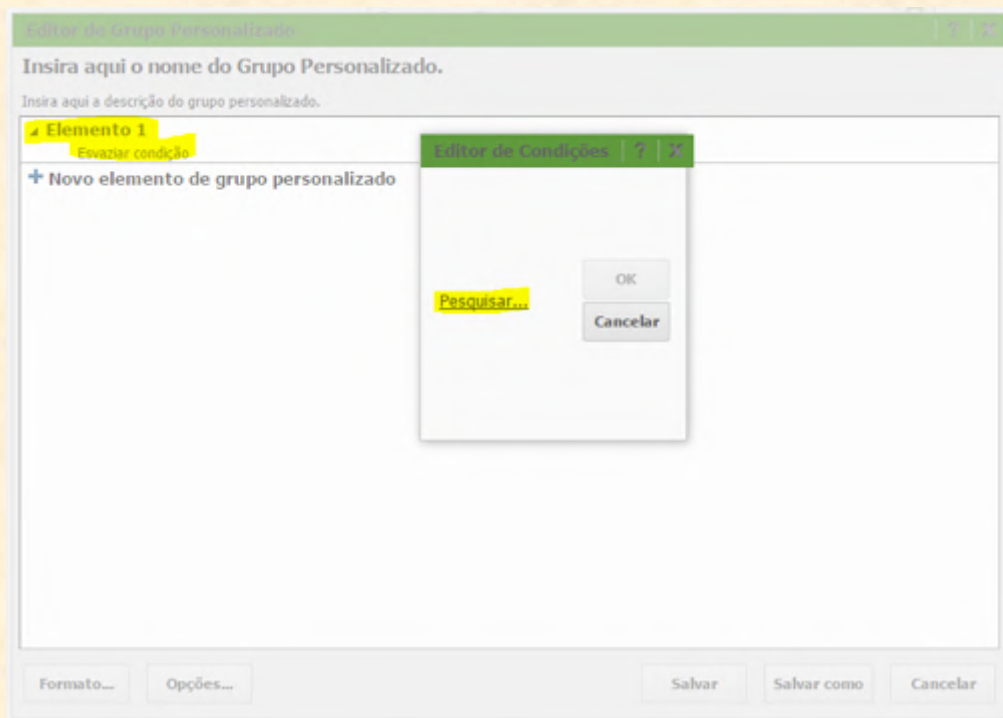 Editor de Grupo Personalizado ? X
Insira aqui o nome do Grupo Personalizado.
Insira aqui a descrição do grupo personalizado.
Elemento 1
Esvaziar condição
+ Novo elemento de grupo personalizado
Editor de Condições ? X
Pesquisar...
OK
Cancelar
Formato...
Opções...
Salvar
Salvar como
Cancelar